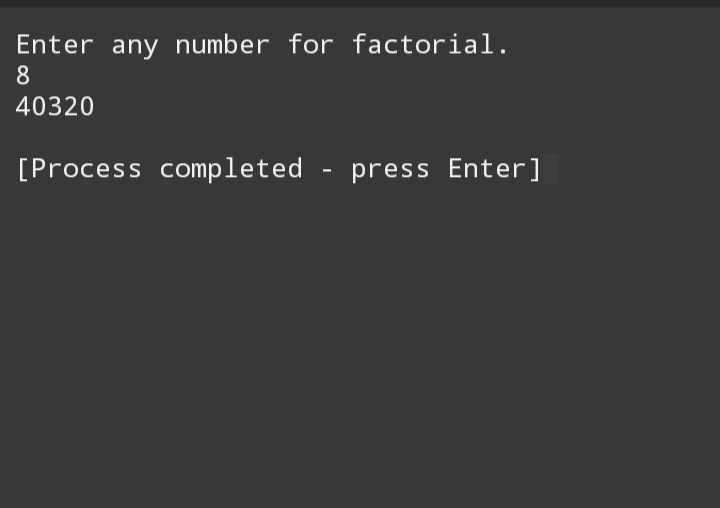 Enter any number for factorial.
8
40320
[Process completed - press Enter]